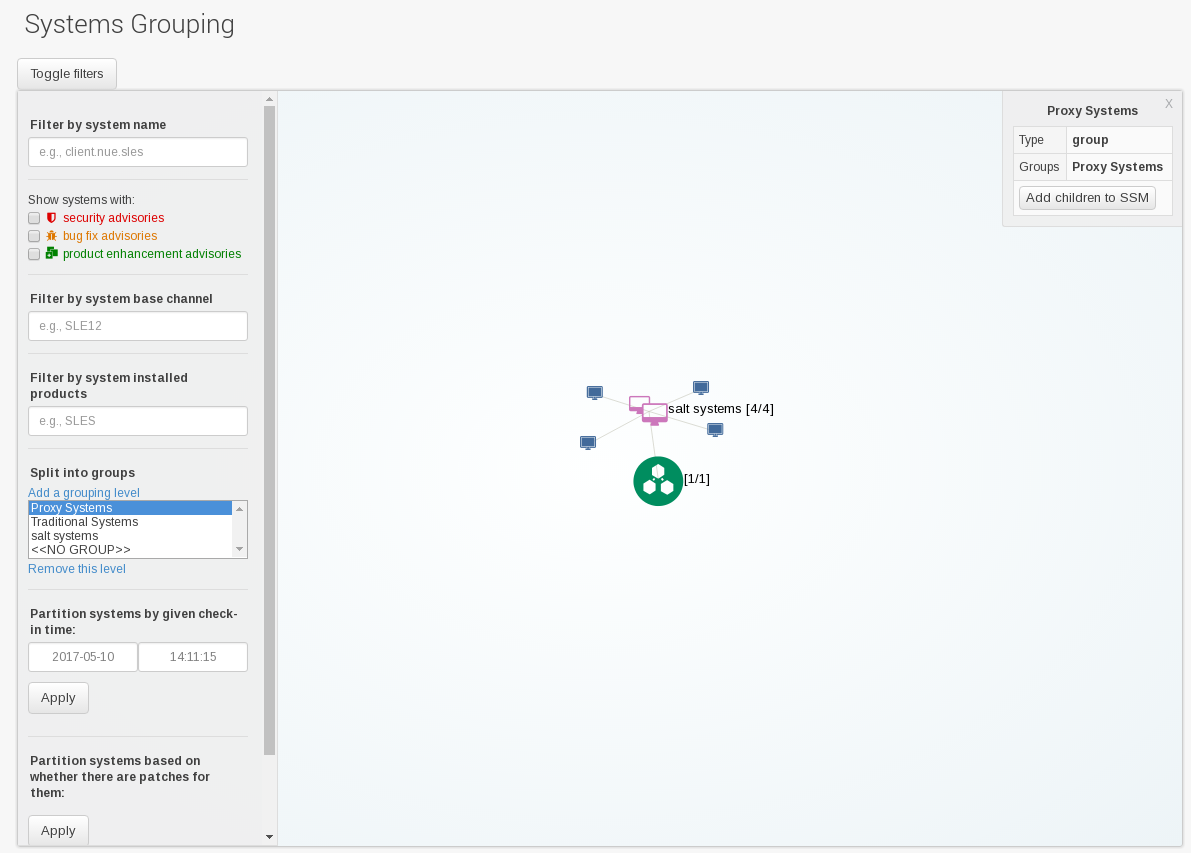 Systems Grouping
Toggle filters
Filter by system name
e.g., client.nue.sles
Show systems with:
security advisories
bug fix advisories
product enhancement advisories
Filter by system base channel
e.g., SLE12
Filter by system installed
products
e.g., SLES
Split into groups
Add a grouping level
Proxy Systems
Traditional Systems
salt systems
<<NO GROUP>>
Remove this level
Partition systems by given check-
in time:
2017-05-10 14:11:15
Apply
Partition systems based on
whether there are patches for
them:
Apply
salt systems [4/4]
[1/1]
X
Proxy Systems
Type group
Groups Proxy Systems
Add children to SSM